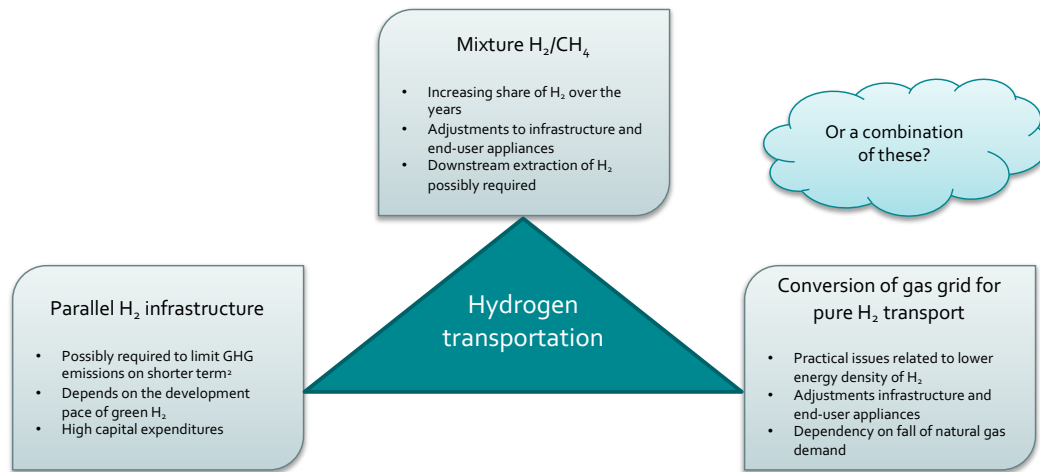 Mixture H₂/CH₄
• Increasing share of H₂ over the
years
• Adjustments to infrastructure and
end-user appliances
• Downstream extraction of H₂
possibly required
Or a combination
of these?
Hydrogen
transportation
Parallel H₂ infrastructure
• Possibly required to limit GHG
emissions on shorter term²
• Depends on the development
pace of green H₂
• High capital expenditures
Conversion of gas grid for
pure H₂ transport
• Practical issues related to lower
energy density of H₂
• Adjustments infrastructure and
end-user appliances
• Dependency on fall of natural gas
demand